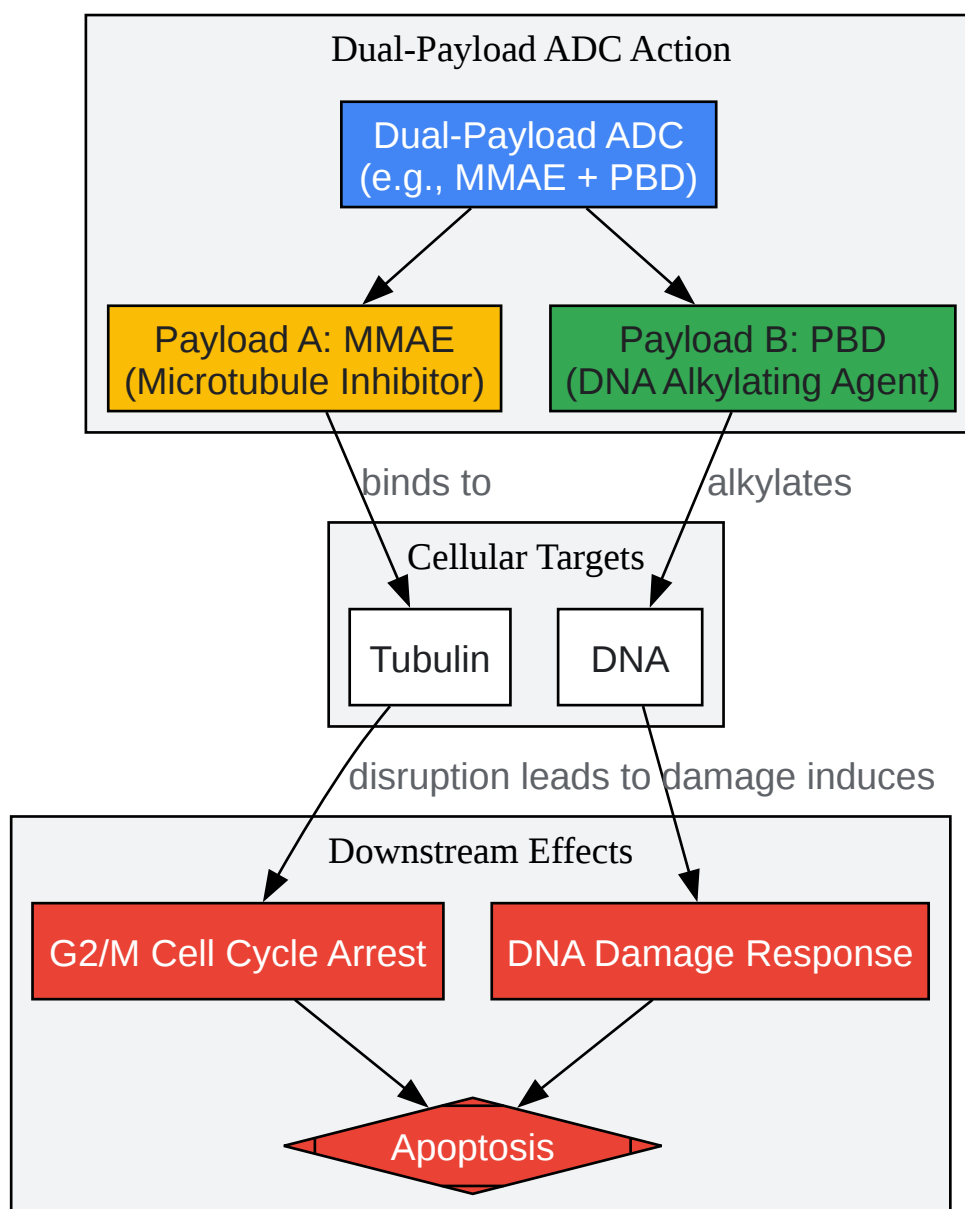 Dual-Payload ADC Action
Dual-Payload ADC
(e.g., MMAE + PBD)
Payload A: MMAE
(Microtubule Inhibitor)
Payload B: PBD
(DNA Alkylating Agent)
binds to
alkylates
Cellular Targets
Tubulin
DNA
disruption leads to
damage induces
Downstream Effects
G2/M Cell Cycle Arrest
DNA Damage Response
Apoptosis